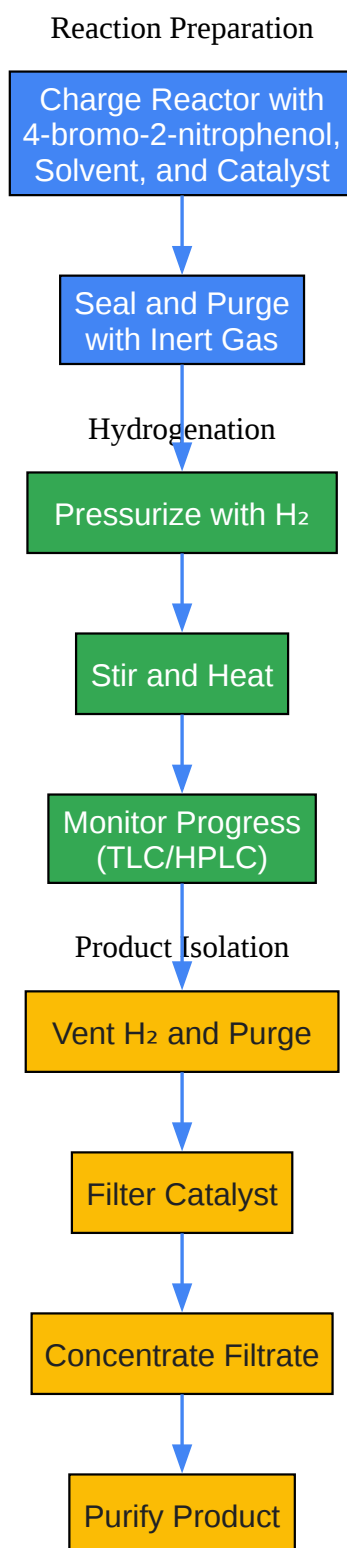 Reaction Preparation
Charge Reactor with
4-bromo-2-nitrophenol,
Solvent, and Catalyst
Seal and Purge
with Inert Gas
Hydrogenation
Pressurize with H₂
Stir and Heat
Monitor Progress
(TLC/HPLC)
Product Isolation
Vent H₂ and Purge
Filter Catalyst
Concentrate Filtrate
Purify Product